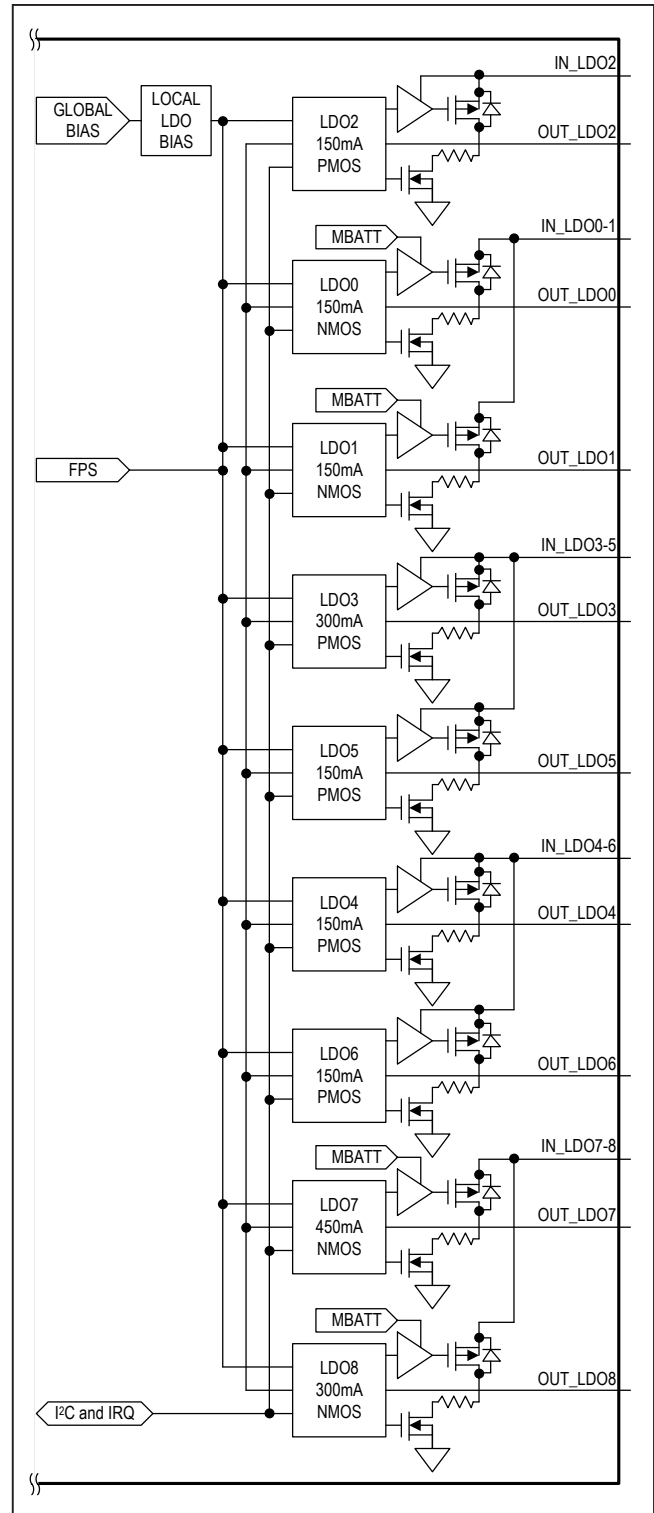 IN_LDO2
GLOBAL
BIAS
LOCAL
LDO
BIAS
LDO2
150mA
PMOS
OUT_LDO2
MBATT
IN_LDO0-1
LDO0
150mA
NMOS
OUT_LDO0
MBATT
LDO1
150mA
NMOS
OUT_LDO1
FPS
IN_LDO3-5
LDO3
300mA
PMOS
OUT_LDO3
LDO5
150mA
PMOS
OUT_LDO5
IN_LDO4-6
LDO4
150mA
PMOS
OUT_LDO4
LDO6
150mA
PMOS
OUT_LDO6
MBATT
IN_LDO7-8
LDO7
450mA
NMOS
OUT_LDO7
MBATT
LDO8
300mA
NMOS
OUT_LDO8
I²C and IRQ